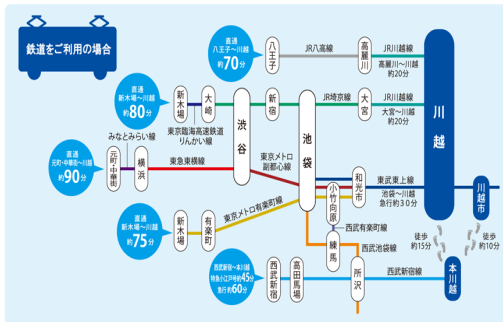 鉄道をご利用の場合
直通
八王子〜川越
約70分
八王子
JR八高線
高麗川
JR川越線
高麗川〜川越
約20分
川越
直通
新木場〜川越
約80分
新木場
大崎
東京臨海高速鉄道
りんかい線
渋谷
新宿
池袋
JR埼京線
大宮
JR川越線
大宮〜川越
約20分
直通
元町・中華街〜川越
約90分
みなとみらい線
元町・中華街
横浜
東急東横線
東京メトロ
副都心線
和光市
東武東上線
池袋〜川越
急行約30分
川越市
直通
新木場〜川越
約75分
新木場
有楽町
東京メトロ有楽町線
小竹向原
西武有楽町線
練馬
西武池袋線
徒歩
約15分
徒歩
約10分
西武新宿〜本川越
特急小江戸号約45分
急行約60分
西武新宿
高田馬場
所沢
西武新宿線
本川越